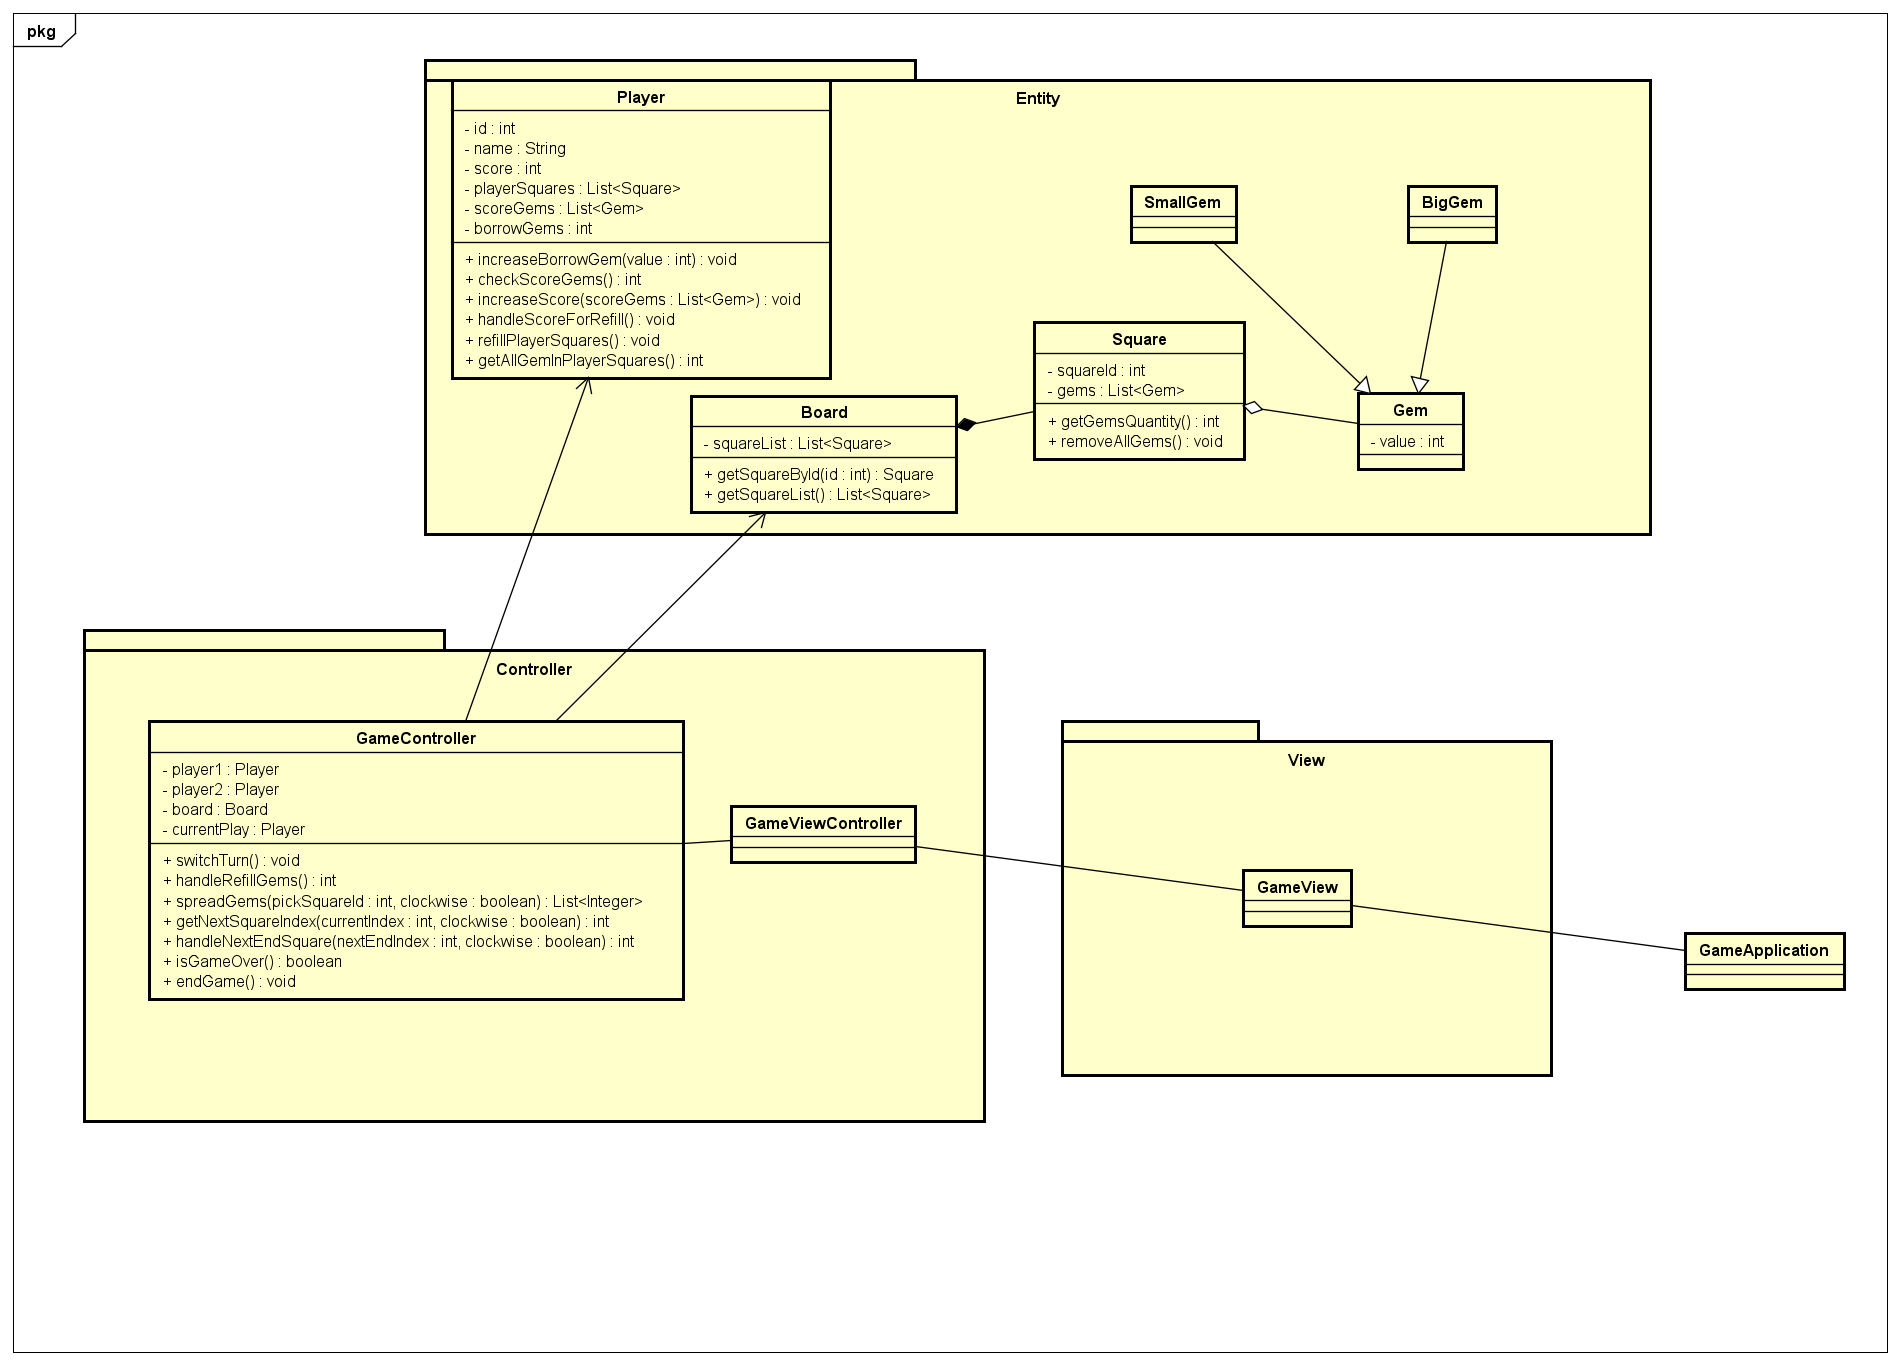 pkg
Entity
Player
- id : int
- name : String
- score : int
- playerSquares : List<Square>
- scoreGems : List<Gem>
- borrowGems : int
+ increaseBorrowGem(value : int) : void
+ checkScoreGems() : int
+ increaseScore(scoreGems : List<Gem>) : void
+ handleScoreForRefill() : void
+ refillPlayerSquares() : void
+ getAllGemInPlayerSquares() : int
SmallGem
BigGem
Square
- squareId : int
- gems : List<Gem>
+ getGemsQuantity() : int
+ removeAllGems() : void
Gem
- value : int
Board
- squareList : List<Square>
+ getSquareById(id : int) : Square
+ getSquareList() : List<Square>
Controller
GameController
- player1 : Player
- player2 : Player
- board : Board
- currentPlay : Player
+ switchTurn() : void
+ handleRefillGems() : int
+ spreadGems(pickSquareId : int, clockwise : boolean) : List<Integer>
+ getNextSquareIndex(currentIndex : int, clockwise : boolean) : int
+ handleNextEndSquare(nextEndIndex : int, clockwise : boolean) : int
+ isGameOver() : boolean
+ endGame() : void
GameViewController
View
GameView
GameApplication